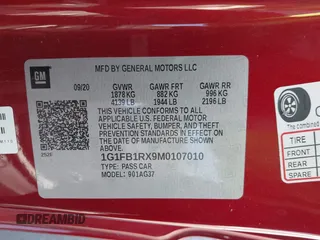 GM
MFD BY GENERAL MOTORS LLC
09/20 GVWR GAWR FRT GAWR RR
1878 KG 882 KG 996 KG
4139 LB 1944 LB 2196 LB
THIS VEHICLE CONFORMS TO ALL
APPLICABLE U.S. FEDERAL MOTOR
VEHICLE SAFETY, BUMPER, AND THEFT
PREVENTION STANDARDS IN EFFECT ON
THE DATE OF MANUFACTURE SHOWN ABOVE.
1G1FB1RX9M0107010
TYPE: PASS CAR
MODEL: 901AG37
TIRE
FRONT
DREAMBID